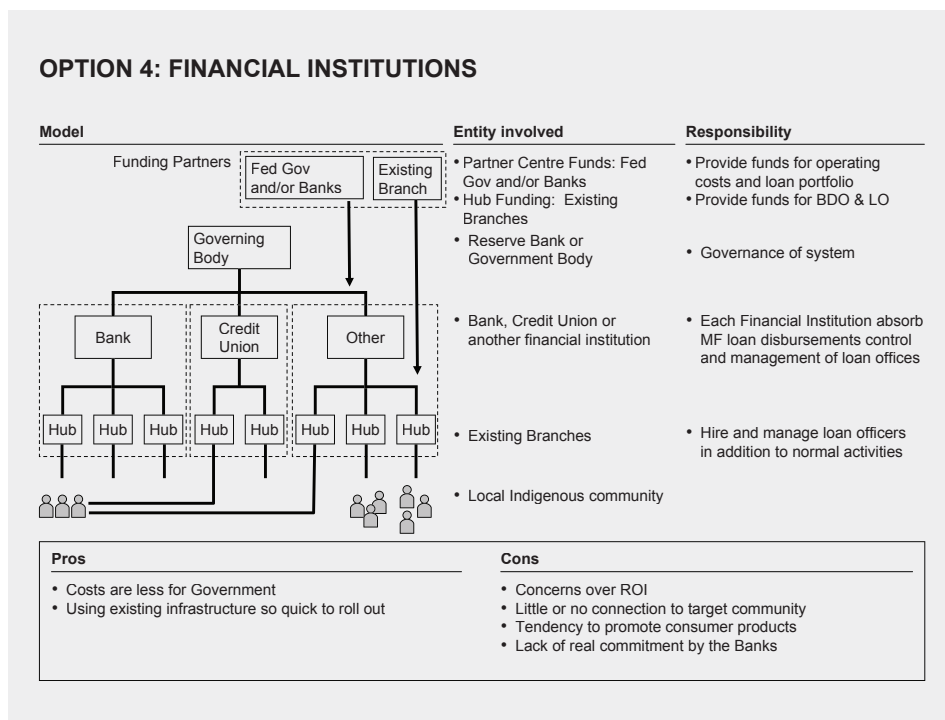 OPTION 4: FINANCIAL INSTITUTIONS
Model
Entity involved
Responsibility
Funding Partners
Fed Gov
and/or Banks
Existing
Branch
• Partner Centre Funds: Fed
Gov and/or Banks
• Hub Funding: Existing
Branches
• Provide funds for operating
costs and loan portfolio
• Provide funds for BDO & LO
Governing
Body
• Reserve Bank or
Government Body
• Governance of system
Bank
Credit
Union
Other
• Bank, Credit Union or
another financial institution
• Each Financial Institution absorb
MF loan disbursements control
and management of loan offices
Hub
Hub
Hub
Hub
Hub
Hub
Hub
Hub
• Existing Branches
• Hire and manage loan officers
in addition to normal activities
• Local Indigenous community
Pros
• Costs are less for Government
• Using existing infrastructure so quick to roll out
Cons
• Concerns over ROI
• Little or no connection to target community
• Tendency to promote consumer products
• Lack of real commitment by the Banks